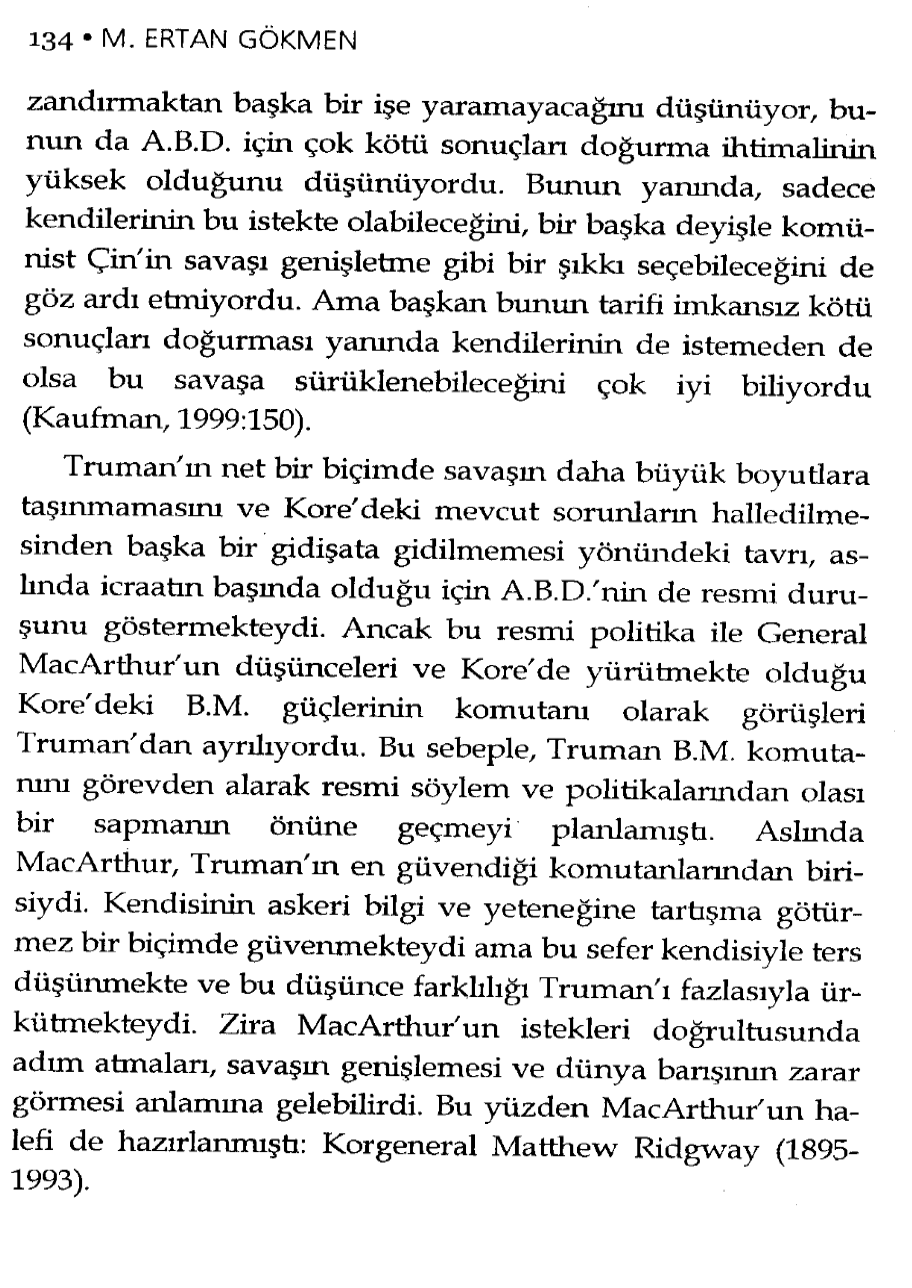 134 • M. ERTAN GÖKMEN
zandırmaktan başka bir işe yaramayacağını düşünüyor, bu-
nun da A.B.D. için çok kötü sonuçları doğurma ihtimalinin
yüksek olduğunu düşünüyordu. Bunun yanında, sadece
kendilerinin bu istekte olabileceğini, bir başka deyişle komü-
nist Çin'in savaşı genişletme gibi bir şıkkı seçebileceğini de
göz ardı etmiyordu. Ama başkan bunun tarifi imkansız kötü
sonuçları doğurması yanında kendilerinin de istemeden de
olsa bu savaşa sürüklenebileceğini çok iyi biliyordu
(Kaufman, 1999:150).
Truman'ın net bir biçimde savaşın daha büyük boyutlara
taşınmamasını ve Kore'deki mevcut sorunların halledilme-
sinden başka bir gidişata gidilmemesi yönündeki tavrı, as-
lında icraatın başında olduğu için A.B.D.'nin de resmi duru-
şunu göstermekteydi. Ancak bu resmi politika ile General
MacArthur'un düşünceleri ve Kore'de yürütmekte olduğu
Kore'deki B.M. güçlerinin komutanı olarak görüşleri
Truman'dan ayrılıyordu. Bu sebeple, Truman B.M. komuta-
nını görevden alarak resmi söylem ve politikalarından olası
bir sapmanın önüne geçmeyi planlamıştı. Aslında
MacArthur, Truman'ın en güvendiği komutanlarından biri-
siydi. Kendisinin askeri bilgi ve yeteneğine tartışma götür-
mez bir biçimde güvenmekteydi ama bu sefer kendisiyle ters
düşünmekte ve bu düşünce farklılığı Truman'ı fazlasıyla ür-
kütmekteydi. Zira MacArthur'un istekleri doğrultusunda
adım atmaları, savaşın genişlemesi ve dünya barışının zarar
görmesi anlamına gelebilirdi. Bu yüzden MacArthur'un ha-
lefi de hazırlanmıştı: Korgeneral Matthew Ridgway (1895-
1993).